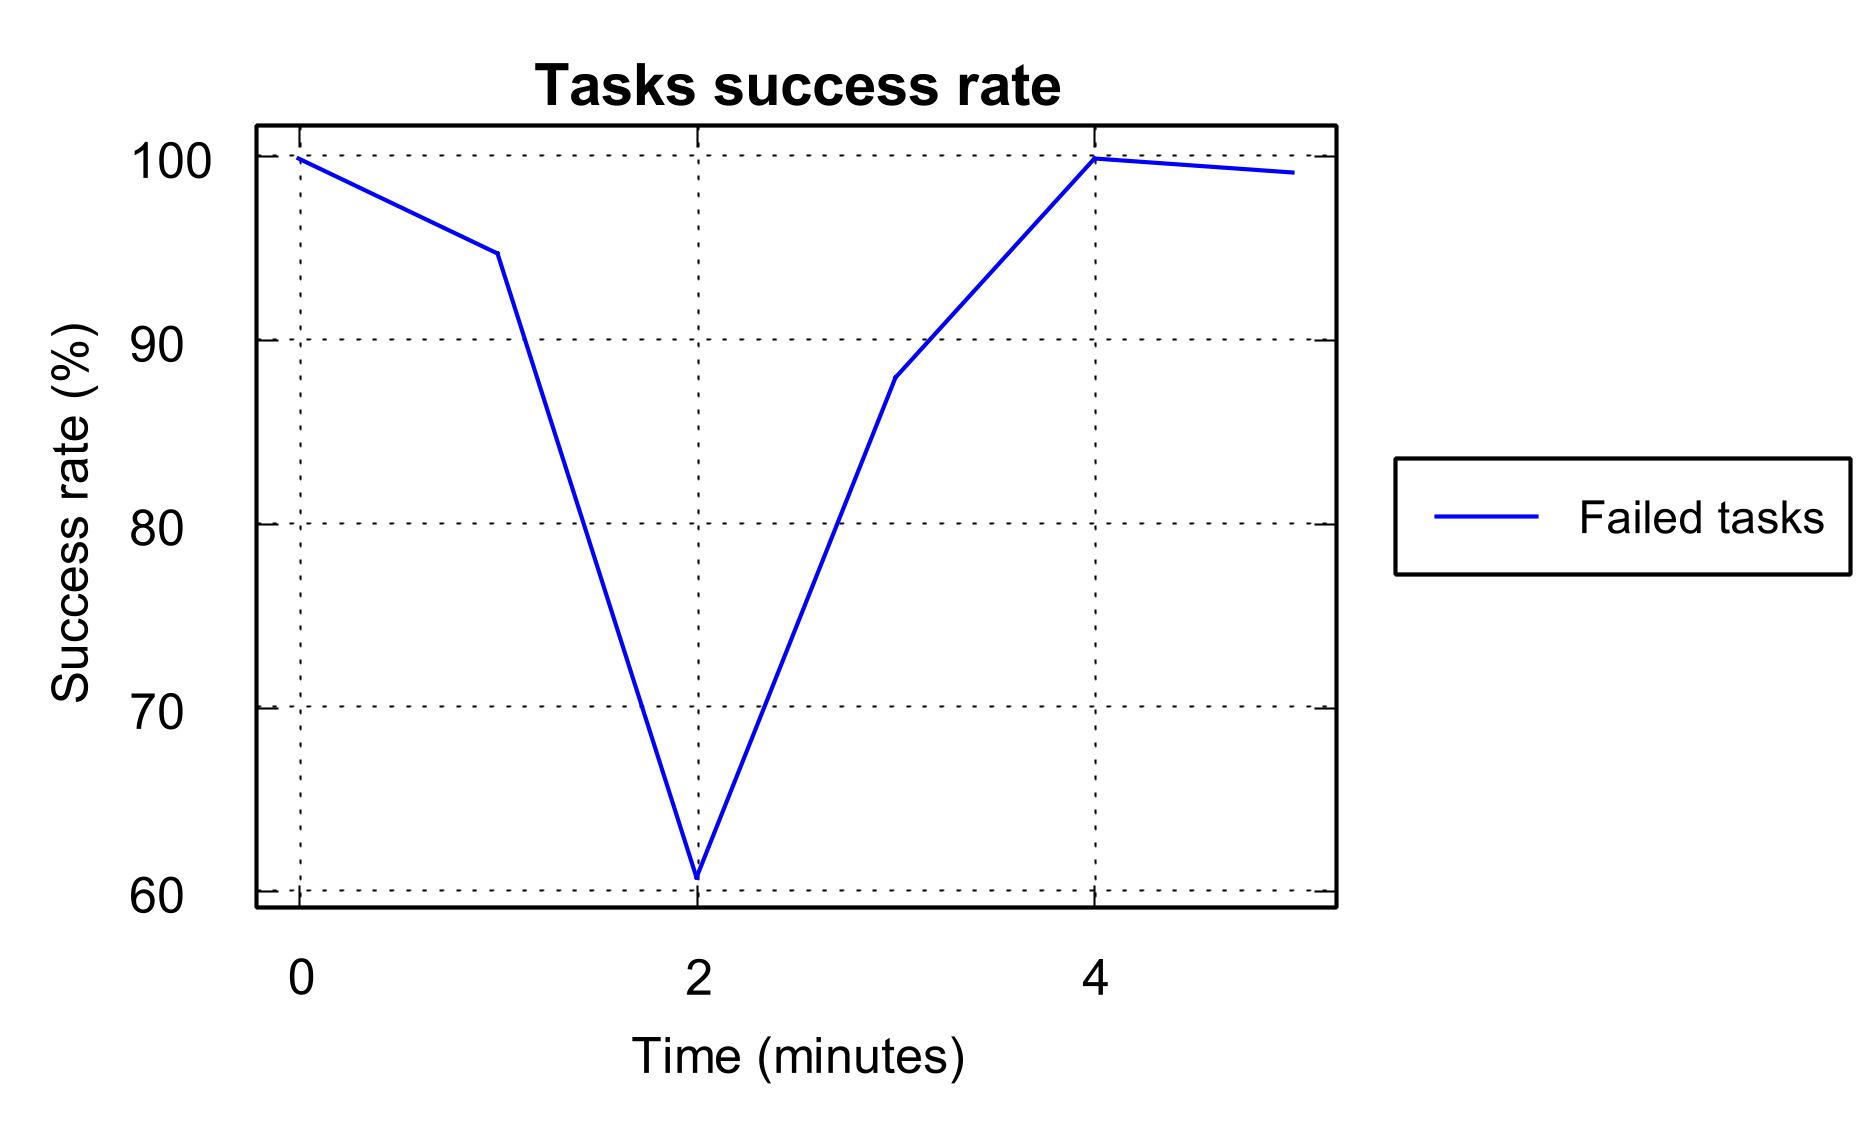 Tasks success rate
100
90
80
70
60
Success rate (%)
0 2 4
Time (minutes)
Failed tasks